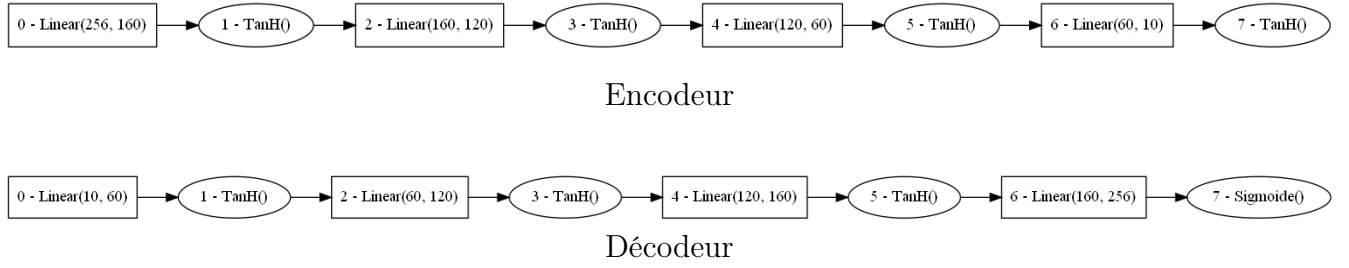 0 - Linear(256, 160) 1 - TanH() 2 - Linear(160, 120) 3 - TanH() 4 - Linear(120, 60) 5 - TanH() 6 - Linear(60, 10) 7 - TanH()
Encodeur
0 - Linear(10, 60) 1 - TanH() 2 - Linear(60, 120) 3 - TanH() 4 - Linear(120, 160) 5 - TanH() 6 - Linear(160, 256) 7 - Sigmoide()
Décodeur